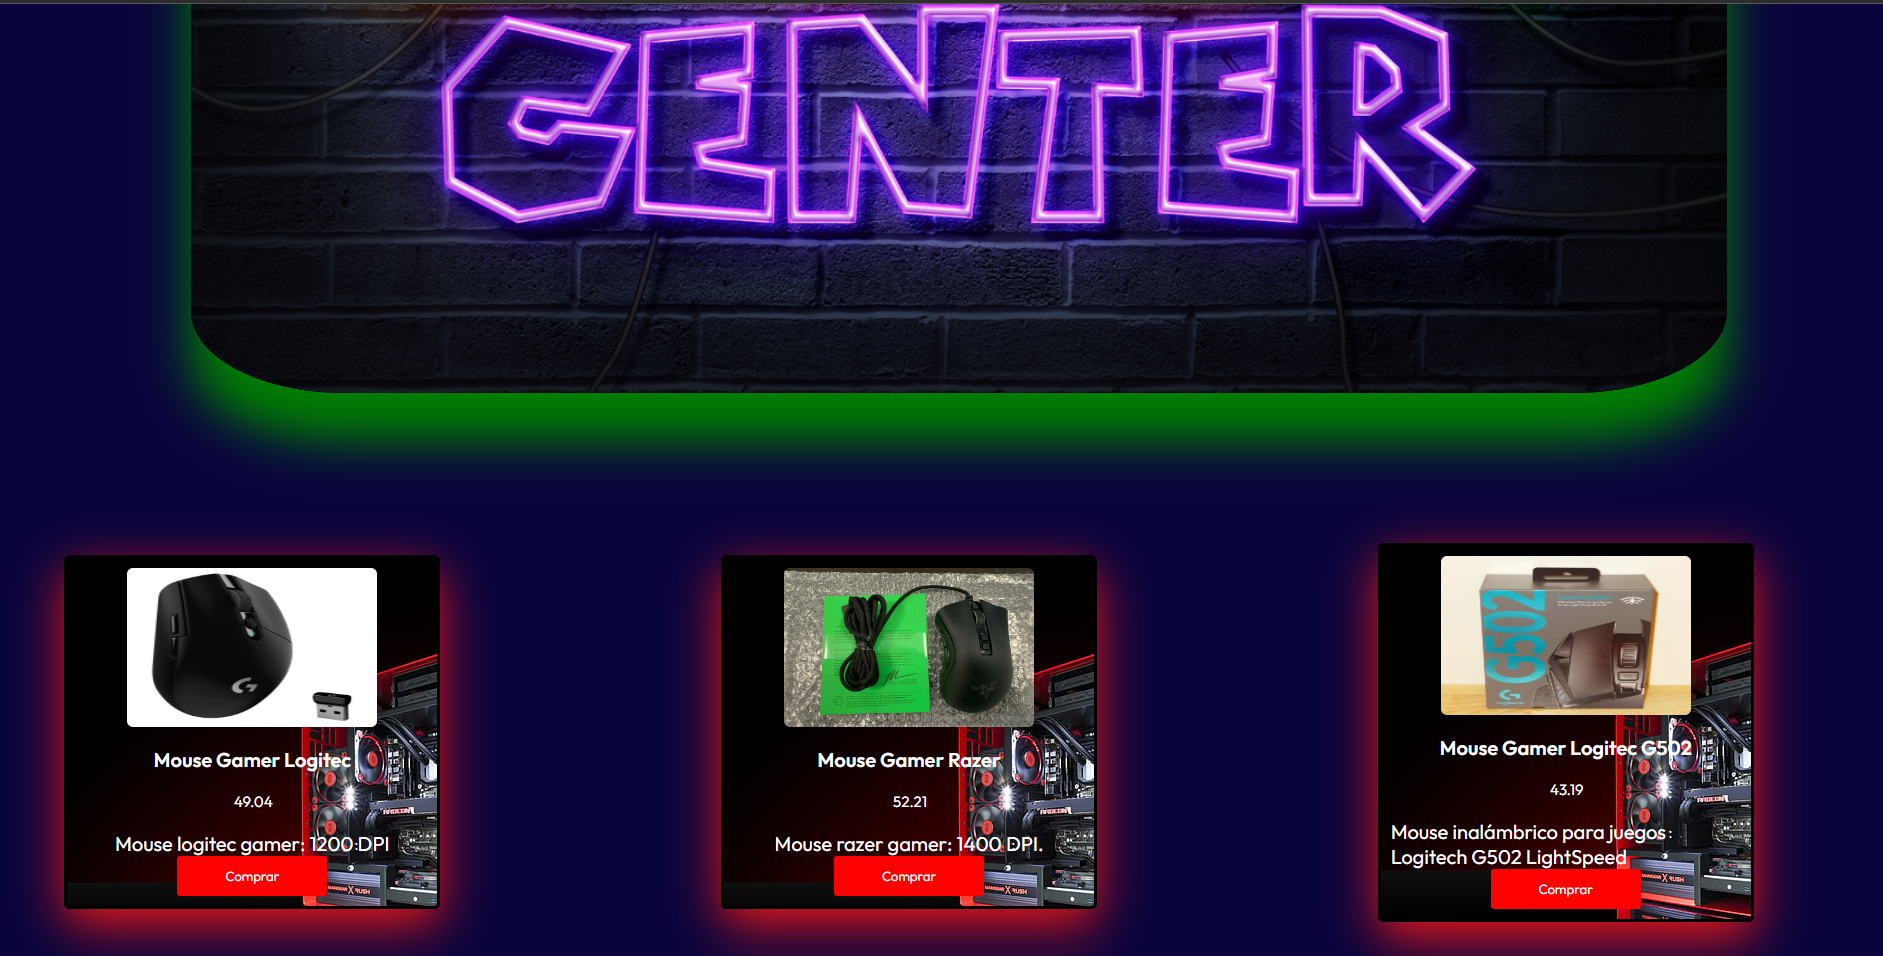 CENTER
G502
Mouse Gamer Logitec
49.04
Mouse logitec gamer: 1200 DPI
Comprar
Mouse Gamer Razer
52.21
Mouse razer gamer: 1400 DPI.
Comprar
Mouse Gamer Logitec G502
43.19
Mouse inalámbrico para juegos :
Logitech G502 LightSpeed
Comprar